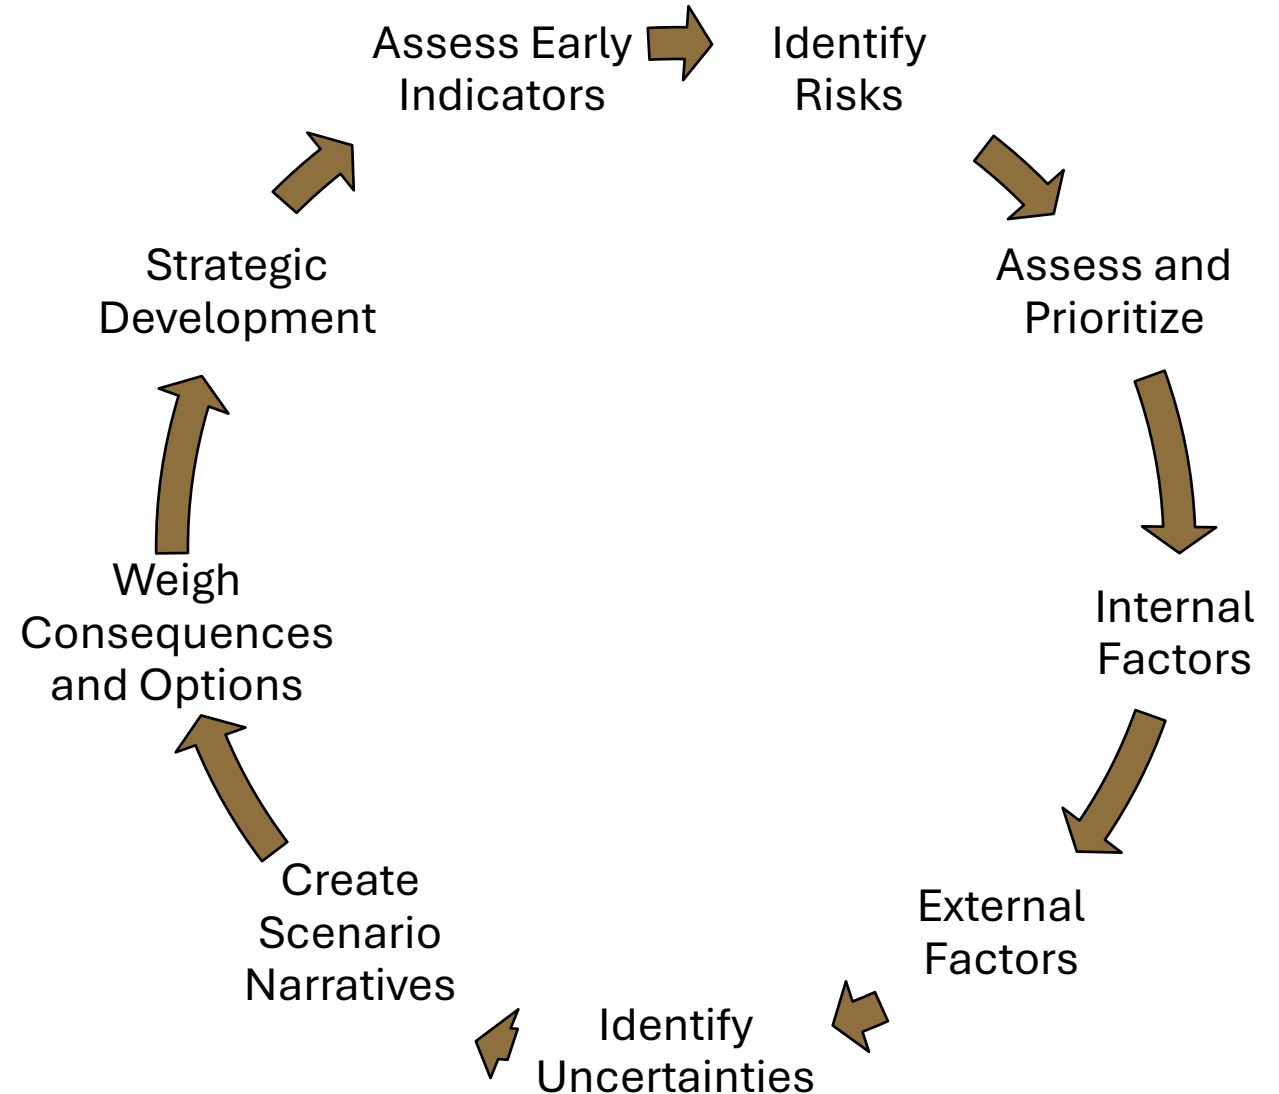 Assess Early
Indicators
Identify
Risks
Assess and
Prioritize
Internal
Factors
External
Factors
Identify
Uncertainties
Create
Scenario
Narratives
Weigh
Consequences
and Options
Strategic
Development